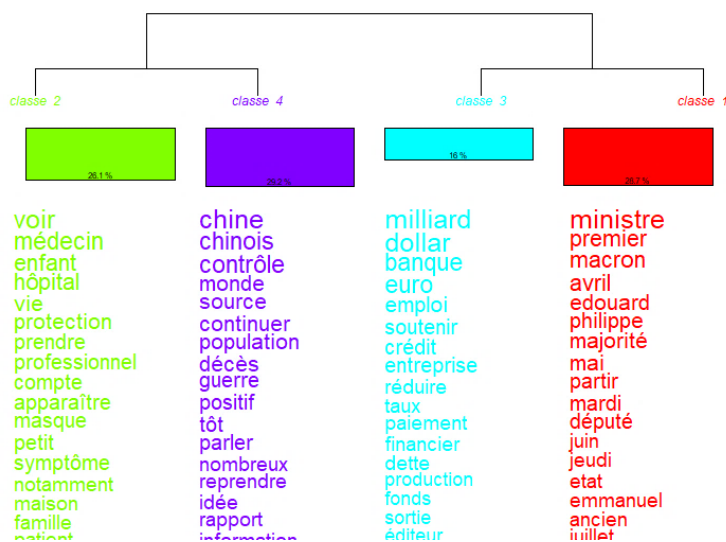 classe 2
classe 4
classe 3
classe 1
26.1 %
29.2 %
16 %
28.7 %
voir
médecin
enfant
hôpital
vie
protection
prendre
professionnel
compte
apparaître
masque
petit
symptôme
notamment
maison
famille
patient
chine
chinois
contrôle
monde
source
continuer
population
décès
guerre
positif
tôt
parler
nombreux
reprendre
idée
rapport
information
milliard
dollar
banque
euro
emploi
soutenir
crédit
entreprise
réduire
taux
paiement
financier
dette
production
fonds
sortie
éditeur
ministre
premier
macron
avril
edouard
philippe
majorité
mai
partir
mardi
député
juin
jeudi
etat
emmanuel
ancien
juillet